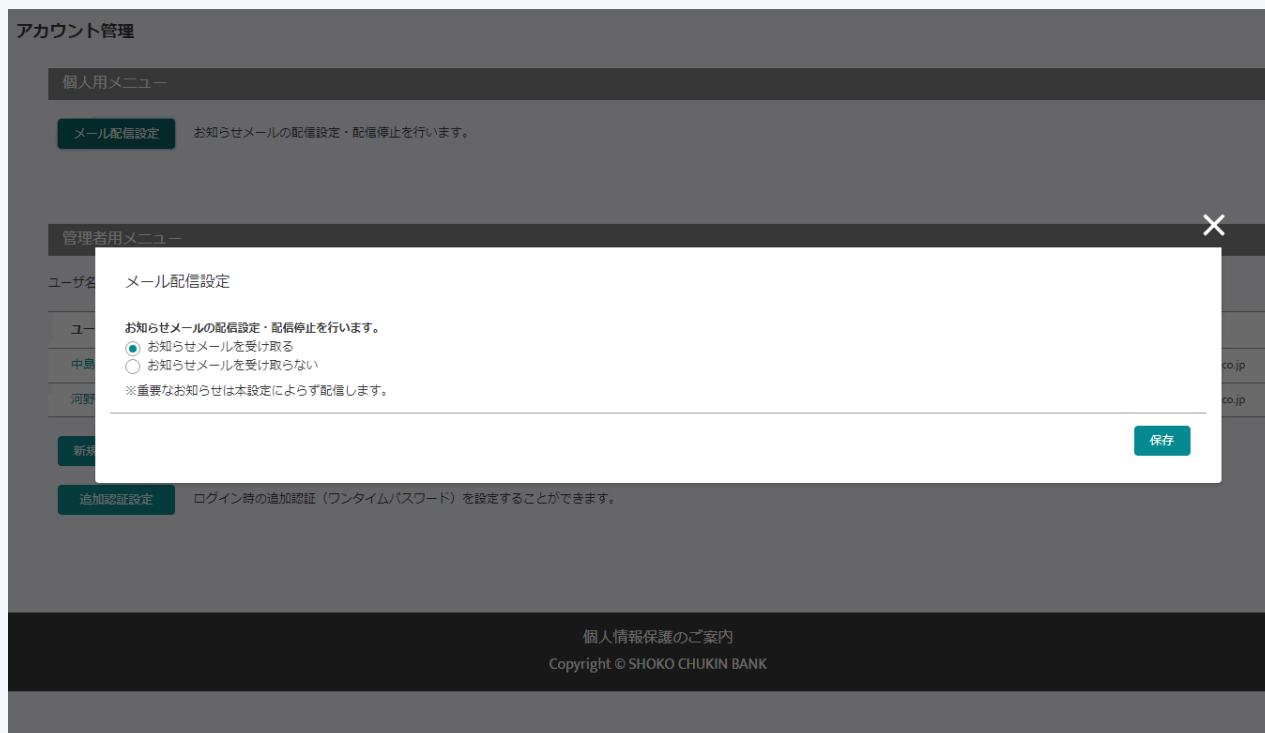 アカウント管理
個人用メニュー
メール配信設定 お知らせメールの配信設定・配信停止を行います。
管理者用メニュー
ユーザ名
メール配信設定
お知らせメールの配信設定・配信停止を行います。
ユー
お知らせメールを受け取る
中島
お知らせメールを受け取らない
co.jp
※重要なお知らせは本設定によらず配信します。
河野
co.jp
保存
新規
追加認証設定 ログイン時の追加認証（ワンタイムパスワード）を設定することができます。
個人情報保護のご案内
Copyright © SHOKO CHUKIN BANK